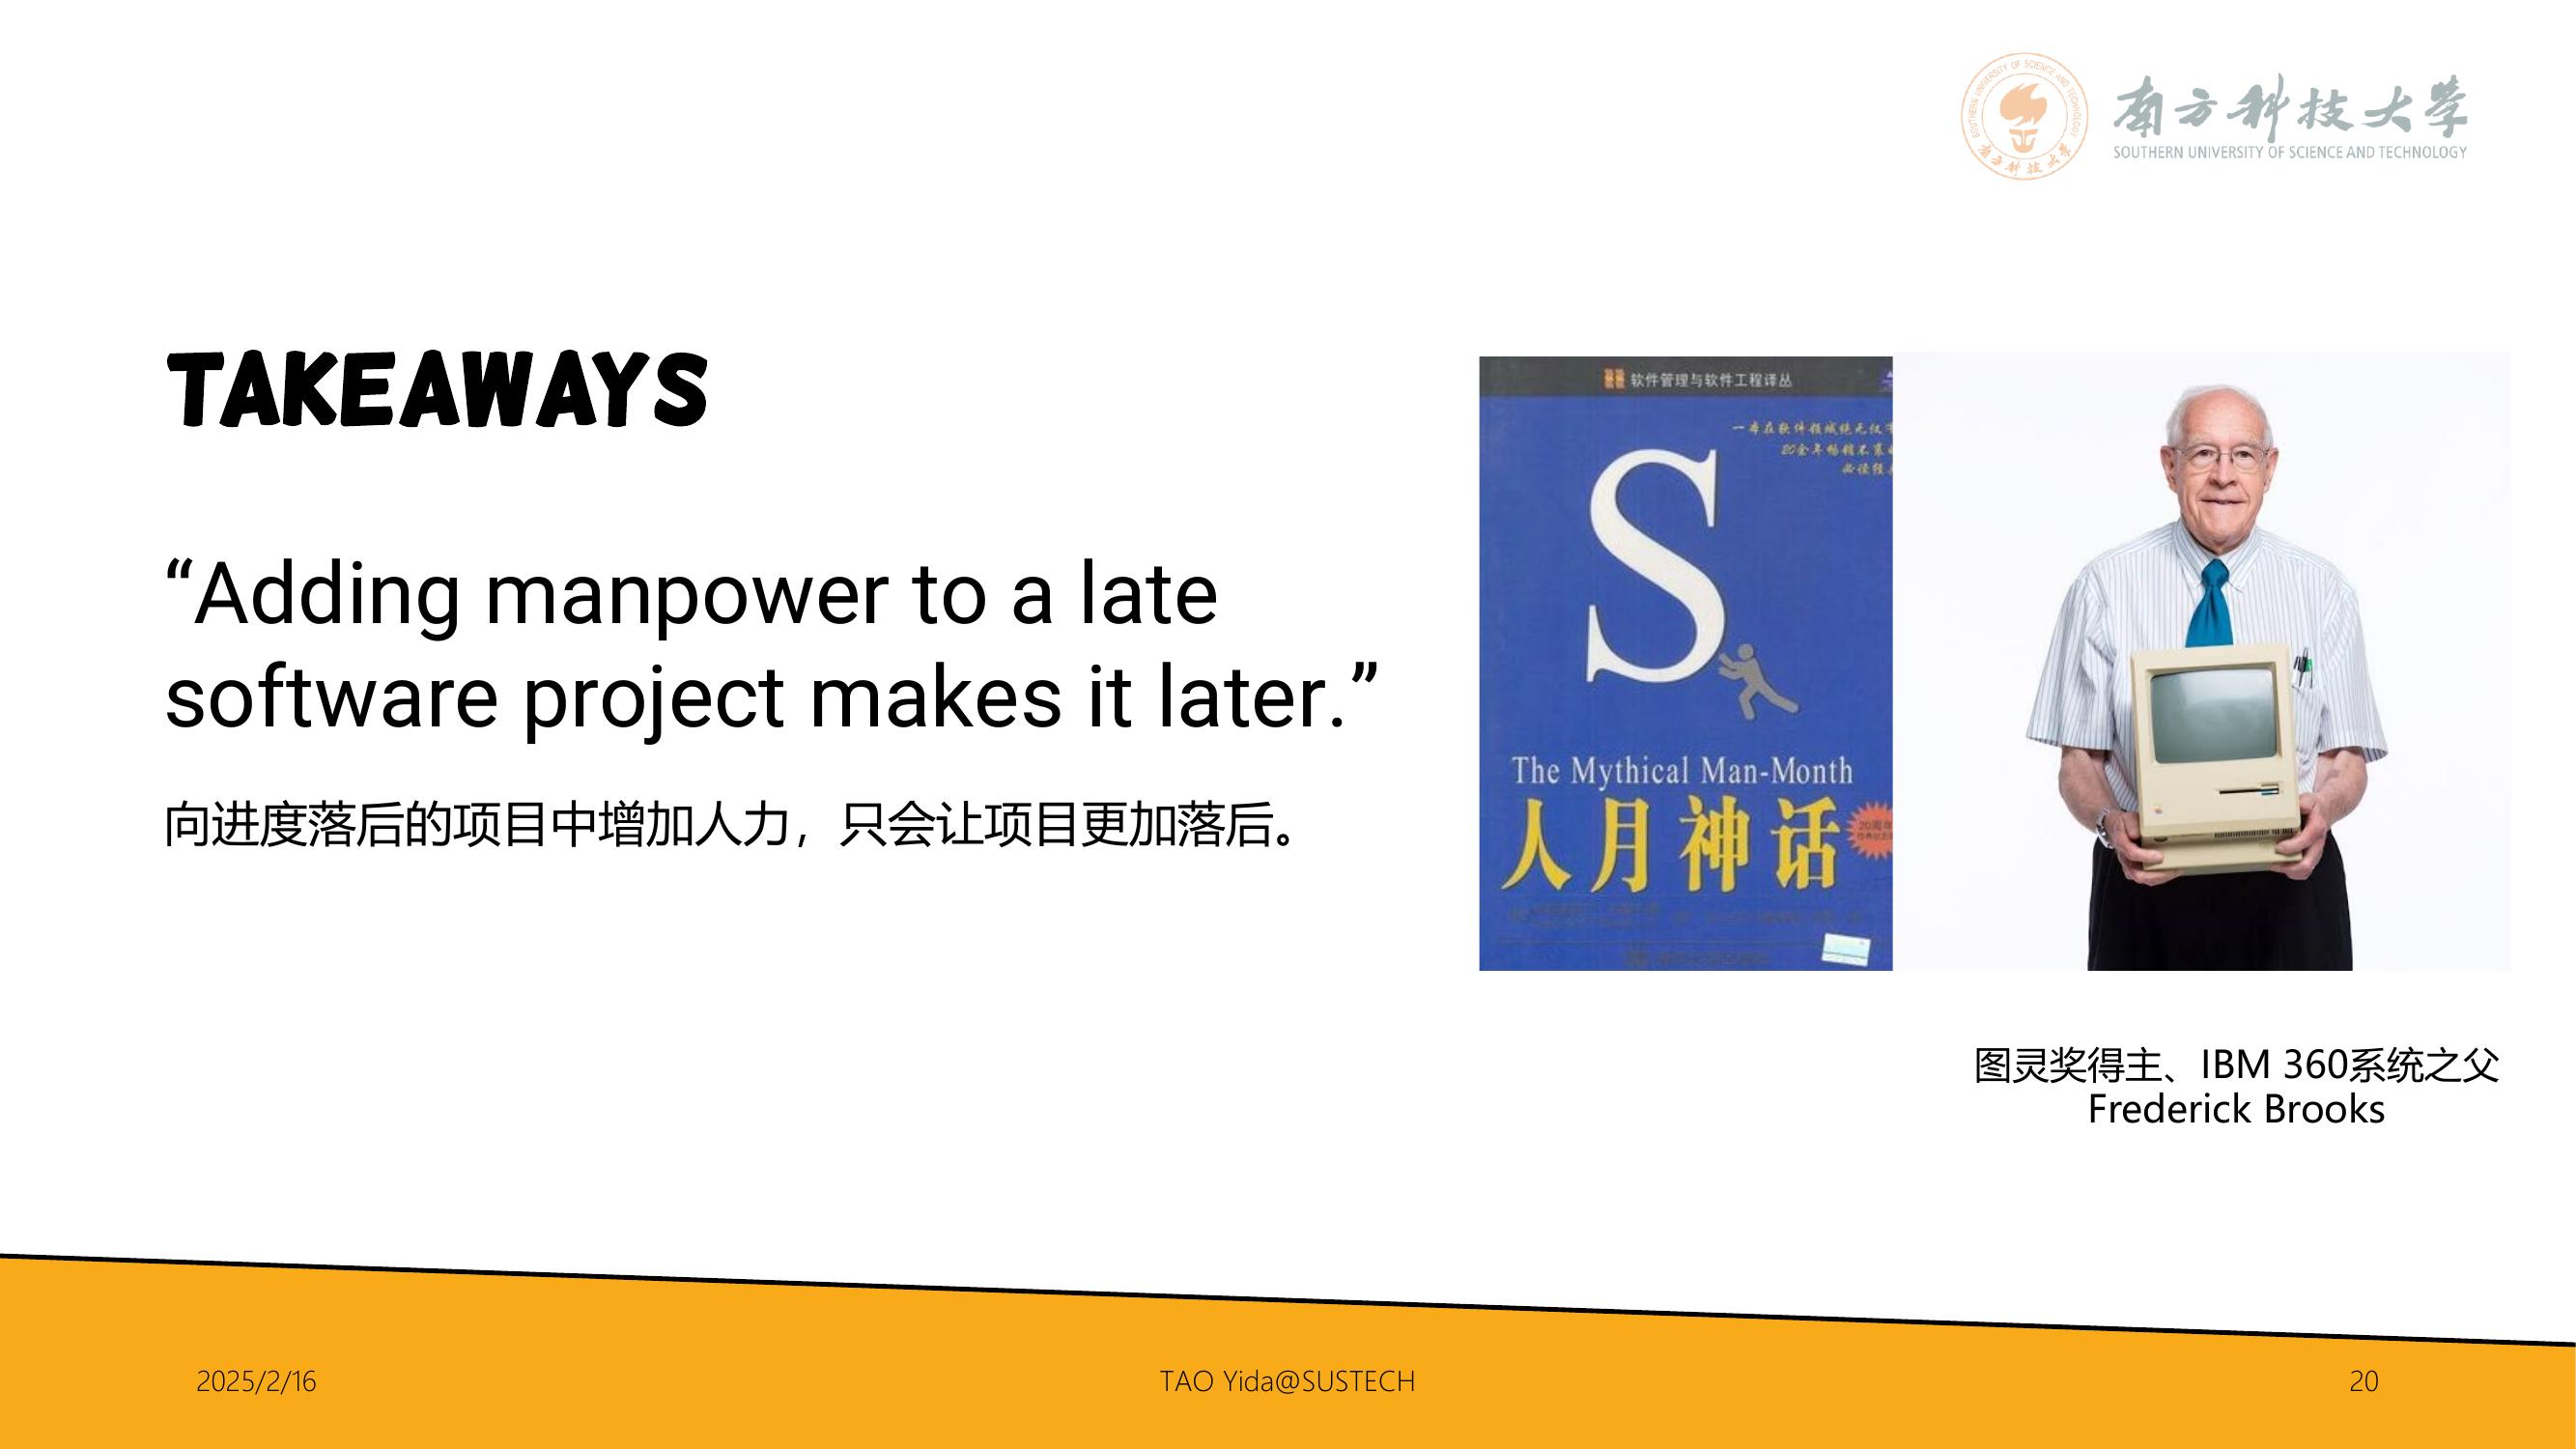 南方科技大学
SOUTHERN UNIVERSITY OF SCIENCE AND TECHNOLOGY
TAKEAWAYS
“Adding manpower to a late
software project makes it later.”
向进度落后的项目中增加人力，只会让项目更加落后。
软件管理与软件工程译丛
一本在软件领域绝无仅
20余年畅销不衰
必读经
S
The Mythical Man-Month
人月神话
20周年
图灵奖得主、IBM 360系统之父
Frederick Brooks
2025/2/16
TAO Yida@SUSTECH
20